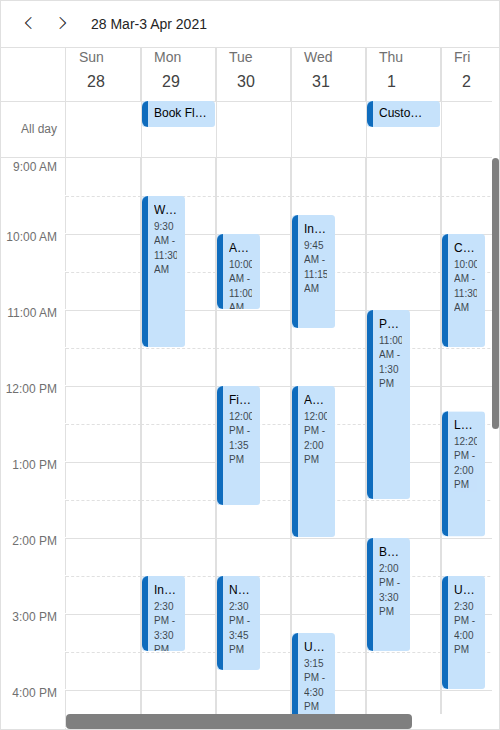 28 Mar-3 Apr 2021
Sun Mon Tue Wed Thu Fri
28 29 30 31 1 2
All day
Book Fl...
Custo...
9:00 AM
10:00 AM
11:00 AM
12:00 PM
1:00 PM
2:00 PM
3:00 PM
4:00 PM
W...
9:30
AM -
11:30
AM
In...
2:30
PM -
3:30
PM
A...
10:00
AM -
11:00
AM
Fi...
12:00
PM -
1:35
PM
N...
2:30
PM -
3:45
PM
In...
9:45
AM -
11:15
AM
A...
12:00
PM -
2:00
PM
U...
3:15
PM -
4:30
PM
P...
11:00
AM -
1:30
PM
B...
2:00
PM -
3:30
PM
C...
10:00
AM -
11:30
AM
L...
12:20
PM -
2:00
PM
U...
2:30
PM -
4:00
PM